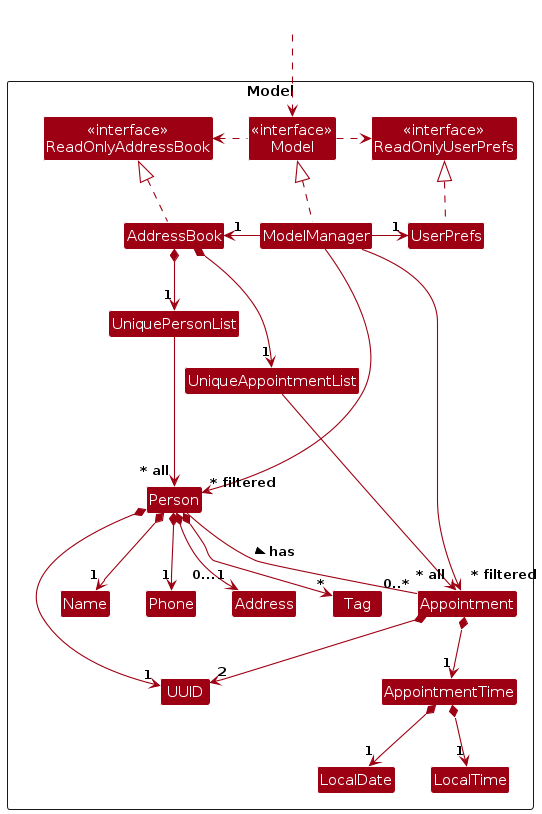 Model
«interface»
ReadOnlyAddressBook
«interface»
Model
«interface»
ReadOnlyUserPrefs
AddressBook
1
ModelManager
1
UserPrefs
1
UniquePersonList
1
UniqueAppointmentList
* all
* filtered
Person
has
1
1
0...1
*
0..*
* all
* filtered
Name
Phone
Address
Tag
Appointment
1
2
1
UUID
AppointmentTime
1
1
LocalDate
LocalTime